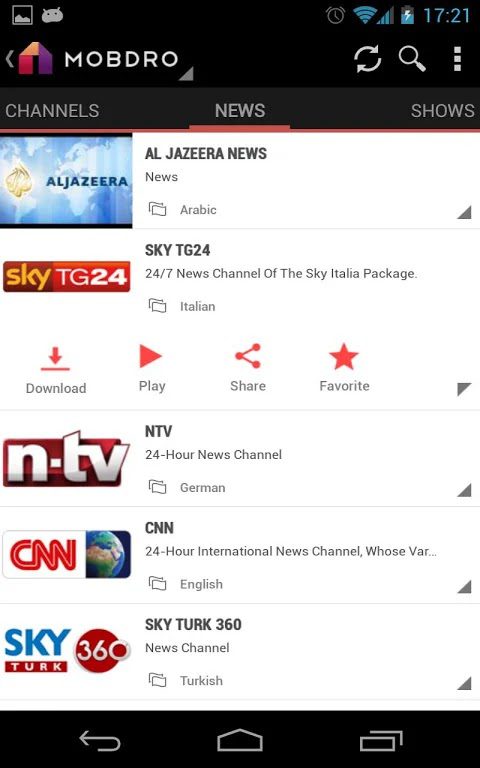 17:21
MOBDRO
CHANNELS NEWS SHOWS
ALJAZEERA
AL JAZEERA NEWS
News
Arabic
sky TG24
SKY TG24
24/7 News Channel Of The Sky Italia Package.
Italian
Download Play Share Favorite
n-tv
NTV
24-Hour News Channel
German
CNN
CNN
24-Hour International News Channel, Whose Var...
English
SKY
TURK
360
SKY TURK 360
News Channel
Turkish